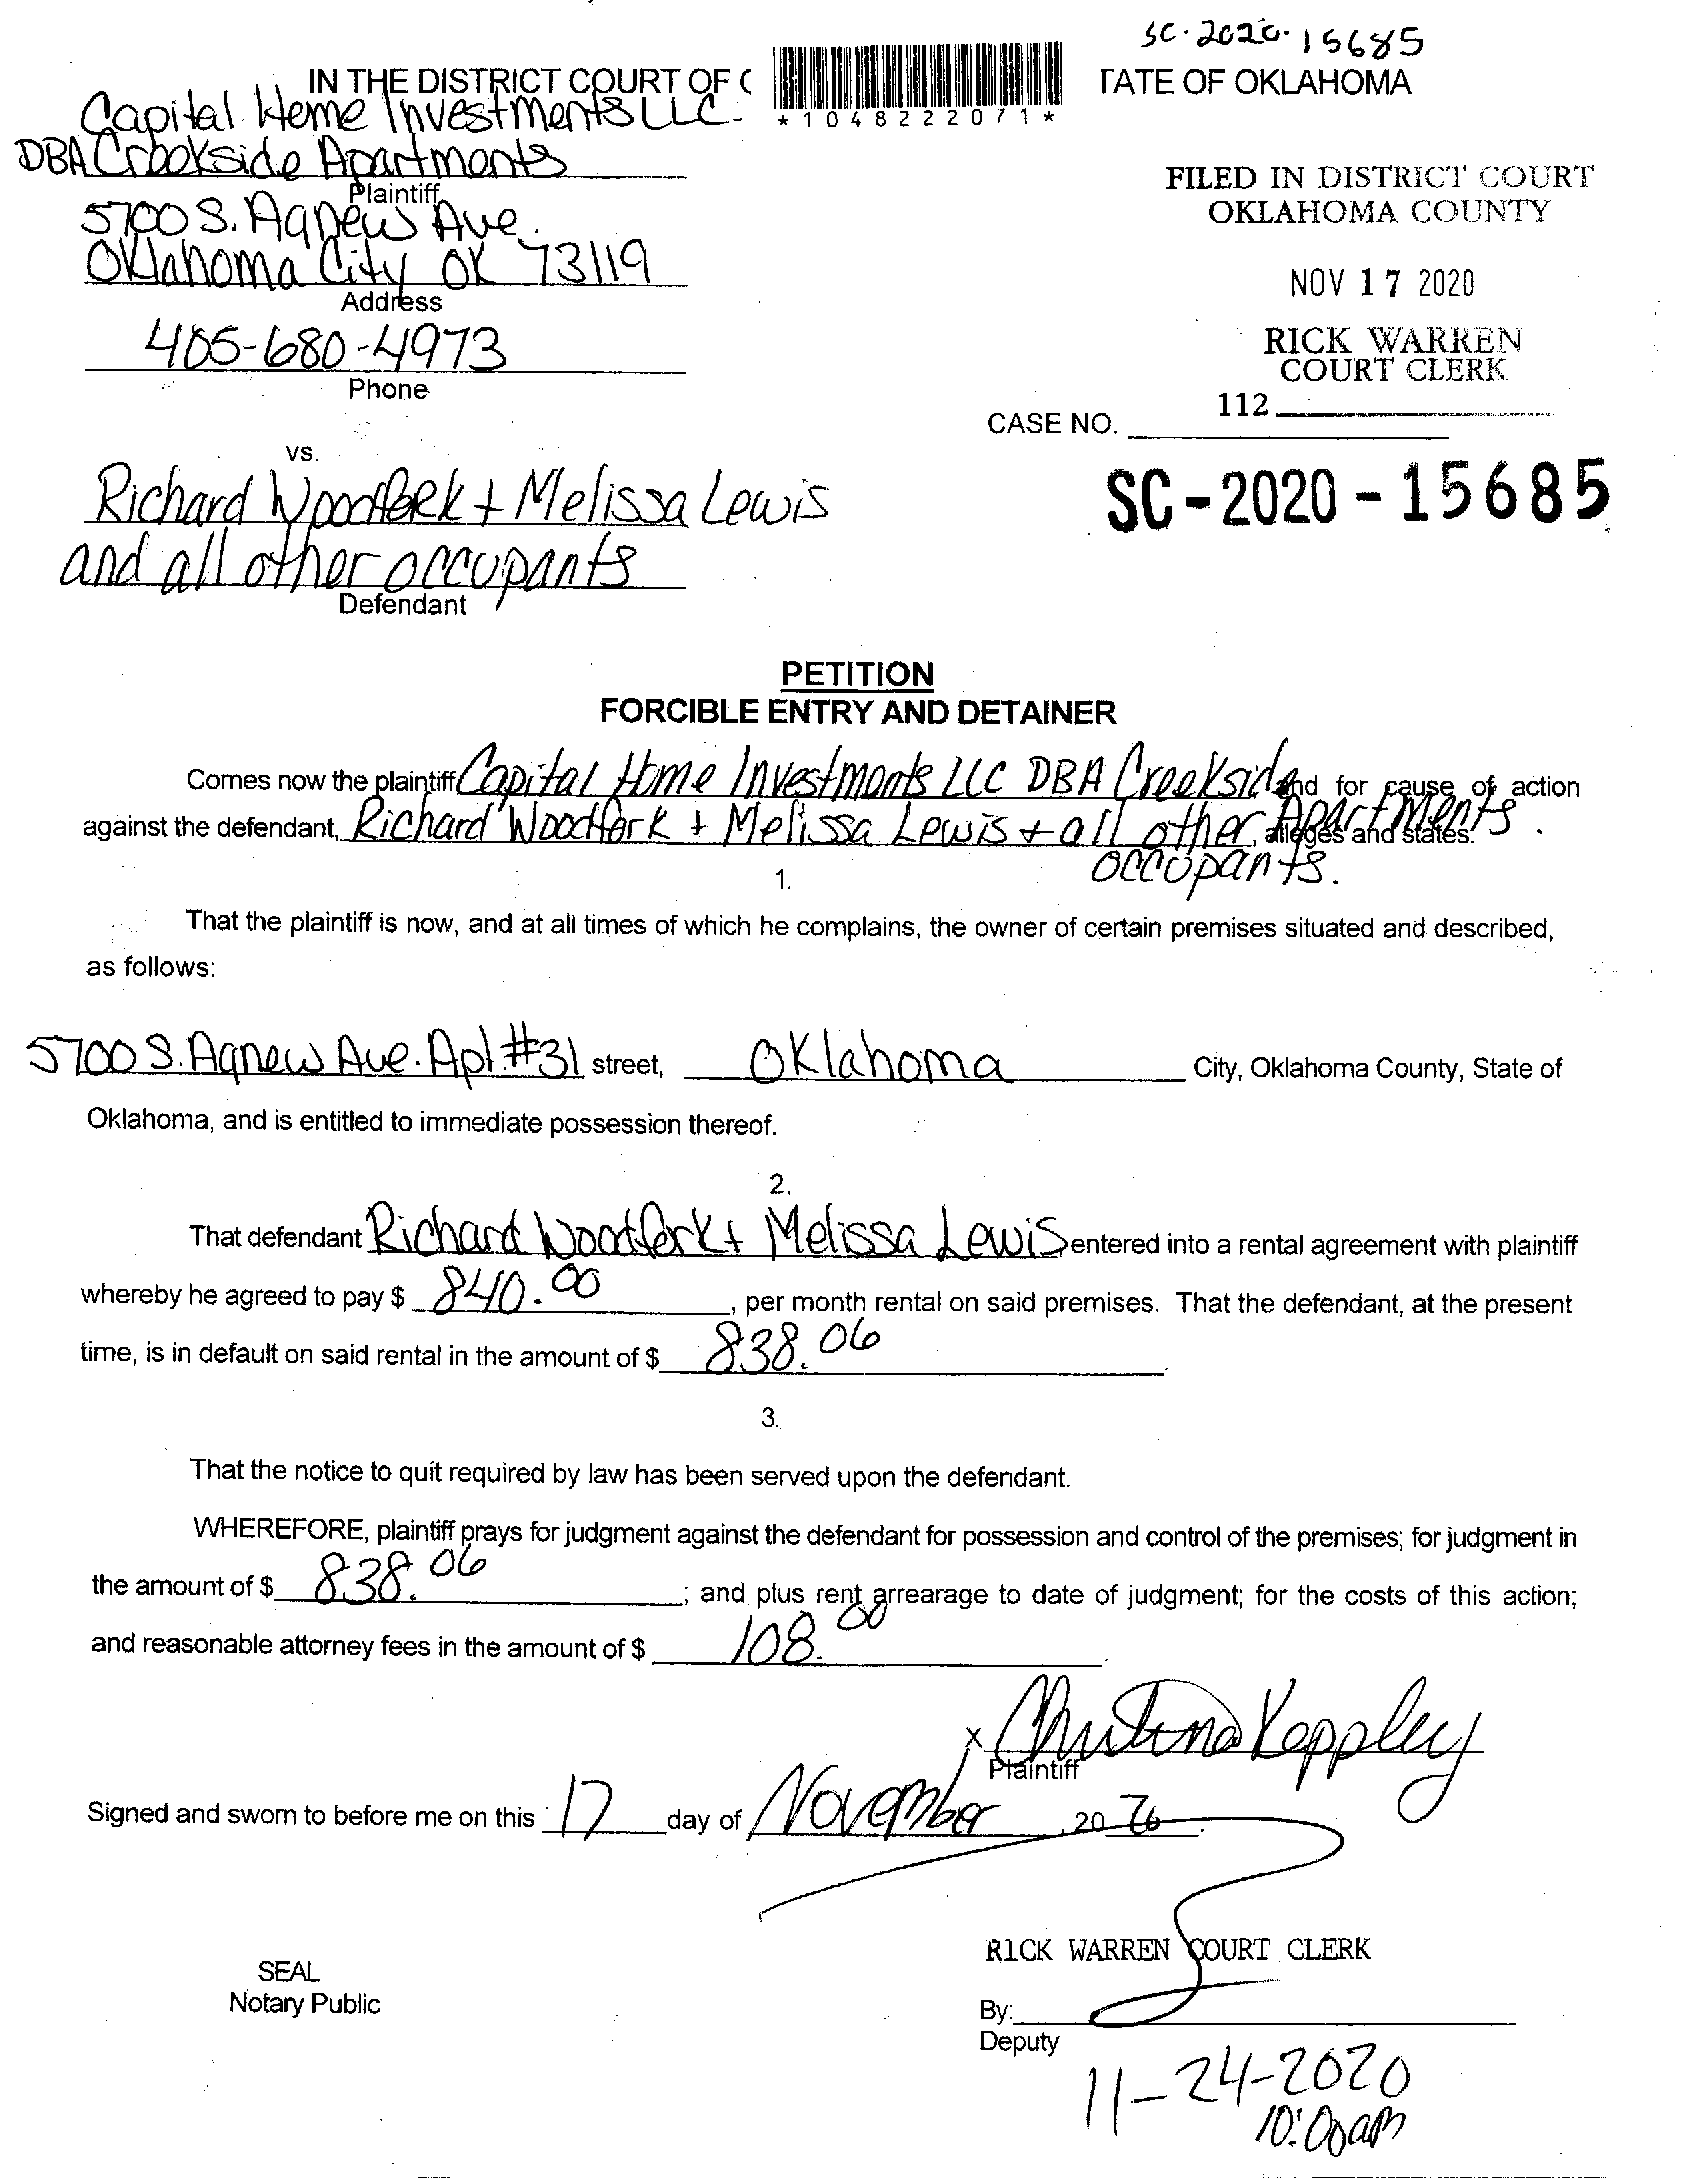 SC-2020-15685
IN THE DISTRICT COURT OF C
TATE OF OKLAHOMA
*1048222071*
Capital Home Investments LLC.
DBA Creekside Apartments
Plaintiff
5700 S. Agnew Ave.
Oklahoma City OK 73119
Address
405-680-4973
Phone
FILED IN DISTRICT COURT
OKLAHOMA COUNTY
NOV 17 2020
RICK WARREN
COURT CLERK
112
CASE NO.
SC-2020-15685
vs.
Richard Woodfork + Melissa Lewis
and all other occupants
Defendant
PETITION
FORCIBLE ENTRY AND DETAINER
Comes now the plaintiff Capital Home Investments LLC DBA Creekside Apartments and for cause of action
against the defendant, Richard Woodfork + Melissa Lewis + all other occupants. , alleges and states:
1.
That the plaintiff is now, and at all times of which he complains, the owner of certain premises situated and described,
as follows:
5700 S. Agnew Ave. Apt. #31 street, Oklahoma City, Oklahoma County, State of
Oklahoma, and is entitled to immediate possession thereof.
2.
That defendant Richard Woodfork + Melissa Lewis entered into a rental agreement with plaintiff
whereby he agreed to pay $ 840.00, per month rental on said premises. That the defendant, at the present
time, is in default on said rental in the amount of $ 838.06
3.
That the notice to quit required by law has been served upon the defendant.
WHEREFORE, plaintiff prays for judgment against the defendant for possession and control of the premises; for judgment in
the amount of $ 838.06; and plus rent arrearage to date of judgment; for the costs of this action;
and reasonable attorney fees in the amount of $ 108.00
x Christina Keppley
Plaintiff
Signed and sworn to before me on this 17 day of November, 2020.
RICK WARREN COURT CLERK
SEAL
Notary Public
By:
Deputy
11-24-2020
10:00am